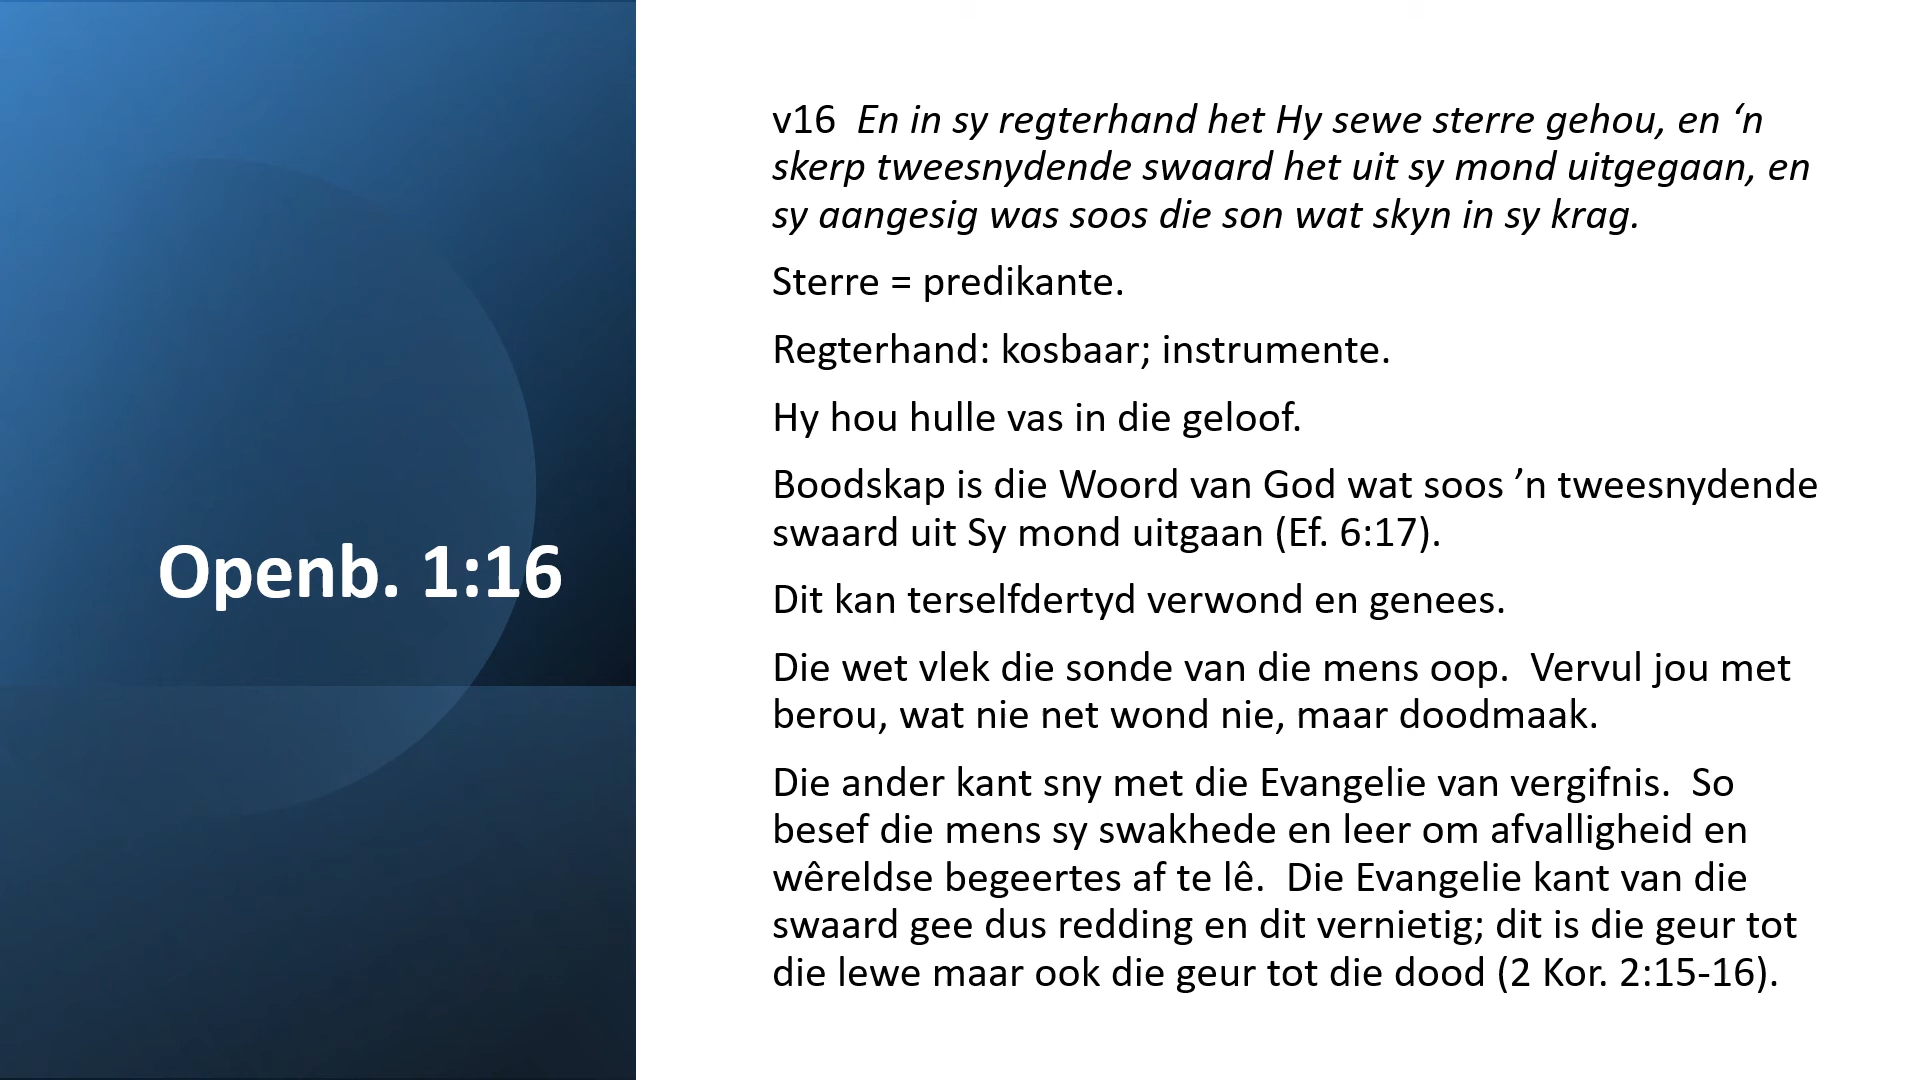 Openb. 1:16
v16  En in sy regterhand het Hy sewe sterre gehou, en ‘n
skerp tweesnydende swaard het uit sy mond uitgegaan, en
sy aangesig was soos die son wat skyn in sy krag.
Sterre = predikante.
Regterhand: kosbaar; instrumente.
Hy hou hulle vas in die geloof.
Boodskap is die Woord van God wat soos ’n tweesnydende
swaard uit Sy mond uitgaan (Ef. 6:17).
Dit kan terselfdertyd verwond en genees.
Die wet vlek die sonde van die mens oop.  Vervul jou met
berou, wat nie net wond nie, maar doodmaak.
Die ander kant sny met die Evangelie van vergifnis.  So
besef die mens sy swakhede en leer om afvalligheid en
wêreldse begeertes af te lê.  Die Evangelie kant van die
swaard gee dus redding en dit vernietig; dit is die geur tot
die lewe maar ook die geur tot die dood (2 Kor. 2:15-16).